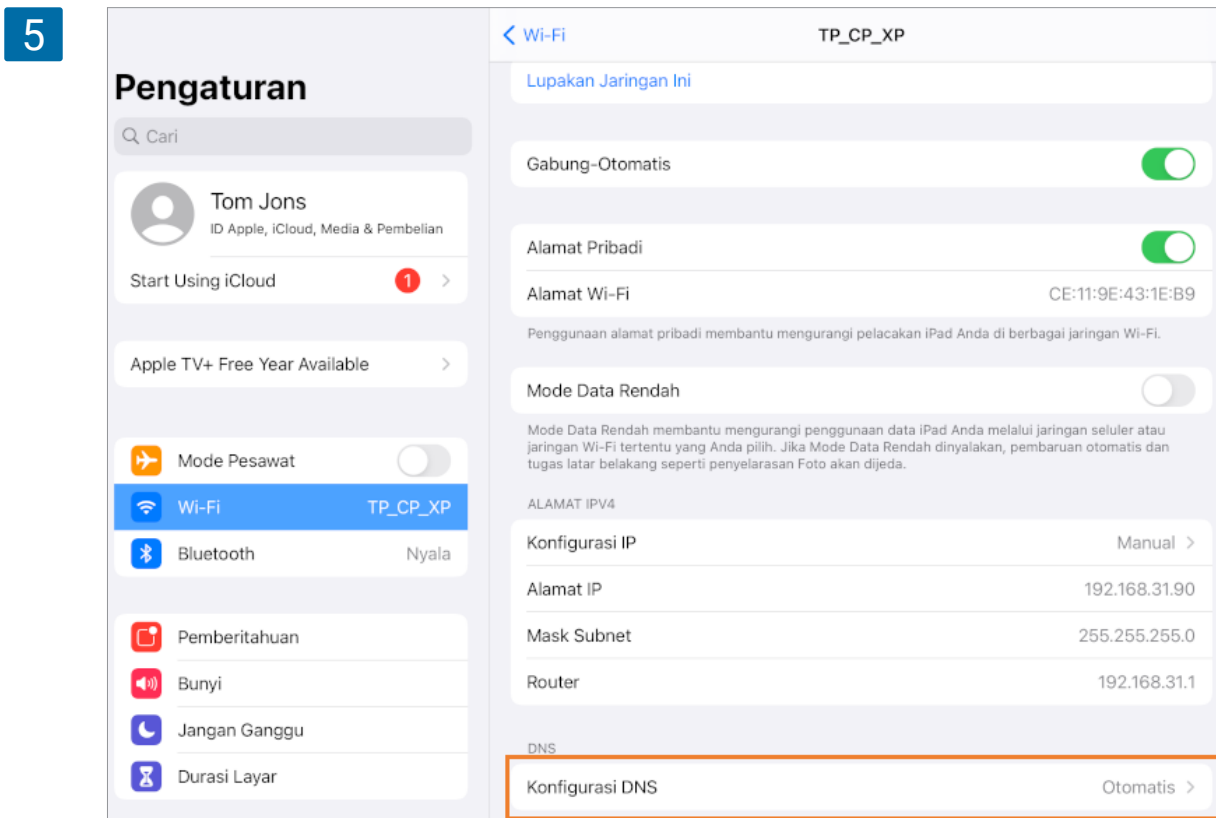 5
Pengaturan
Cari
Tom Jons
ID Apple, iCloud, Media & Pembelian
Start Using iCloud 1
Apple TV+ Free Year Available
Mode Pesawat
Wi-Fi TP_CP_XP
Bluetooth Nyala
Pemberitahuan
Bunyi
Jangan Ganggu
Durasi Layar
Wi-Fi TP_CP_XP
Lupakan Jaringan Ini
Gabung-Otomatis
Alamat Pribadi
Alamat Wi-Fi CE:11:9E:43:1E:B9
Penggunaan alamat pribadi membantu mengurangi pelacakan iPad Anda di berbagai jaringan Wi-Fi.
Mode Data Rendah
Mode Data Rendah membantu mengurangi penggunaan data iPad Anda melalui jaringan seluler atau
jaringan Wi-Fi tertentu yang Anda pilih. Jika Mode Data Rendah dinyalakan, pembaruan otomatis dan
tugas latar belakang seperti penyelarasan Foto akan dijeda.
ALAMAT IPV4
Konfigurasi IP Manual
Alamat IP 192.168.31.90
Mask Subnet 255.255.255.0
Router 192.168.31.1
DNS
Konfigurasi DNS Otomatis